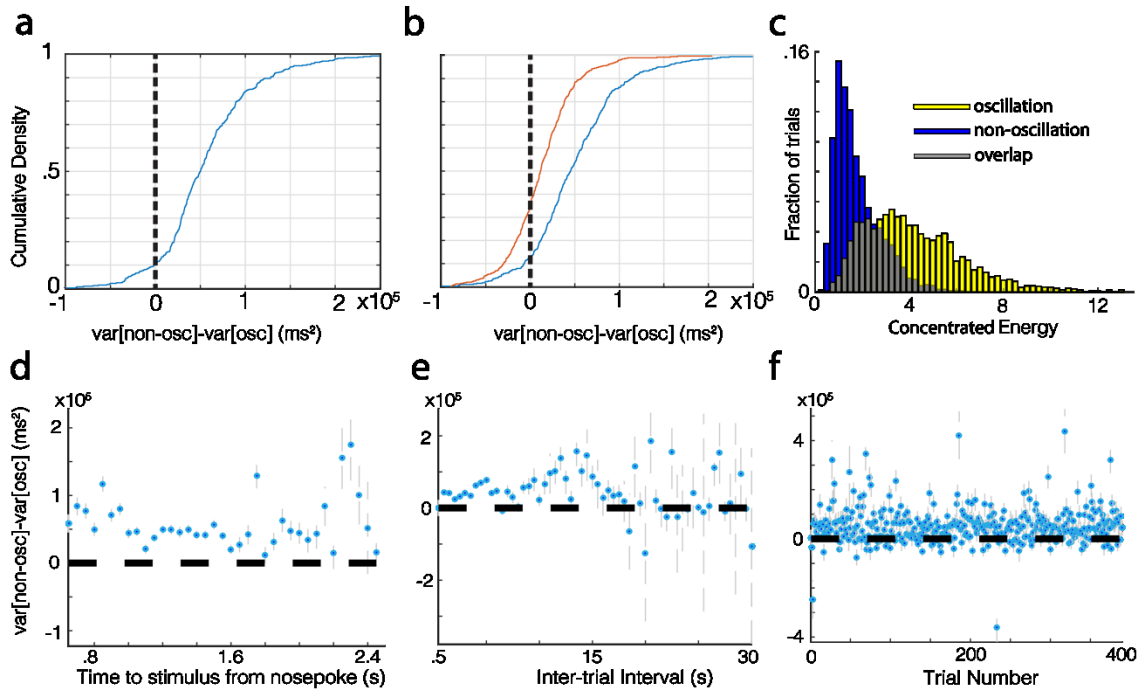 a
b
c
1
.5
0
Cumulative Density
-1 0 1 2 x10⁵
var[non-osc]-var[osc] (ms²)
-1 0 1 2 x10⁵
var[non-osc]-var[osc] (ms²)
.16
0
Fraction of trials
oscillation
non-oscillation
overlap
0 4 8 12
Concentrated Energy
d
e
f
x10⁵
2
1
0
-1
var[non-osc]-var[osc] (ms²)
.8 1.6 2.4
Time to stimulus from nosepoke (s)
x10⁵
2
0
-2
.5 15 30
Inter-trial Interval (s)
x10⁵
4
0
-4
0 200 400
Trial Number